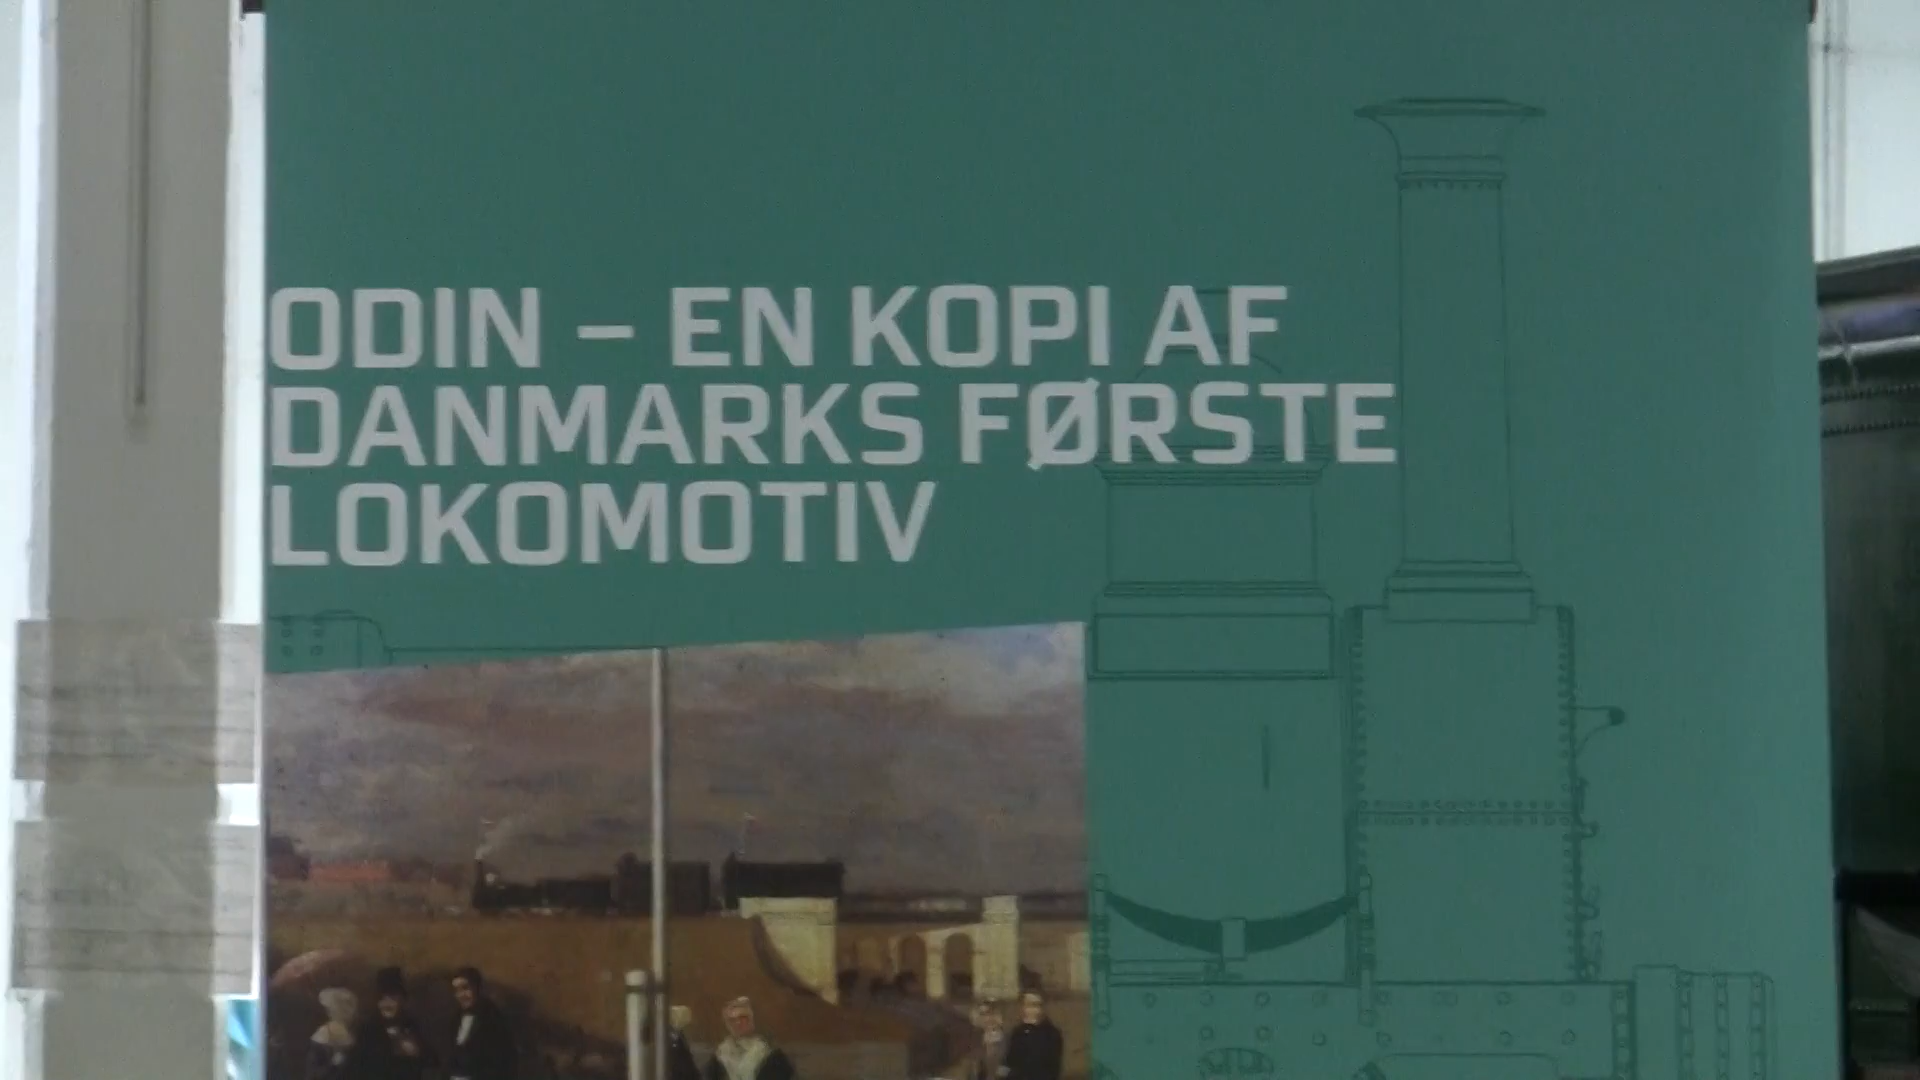 ODIN – EN KOPI AF
DANMARKS FØRSTE
LOKOMOTIV